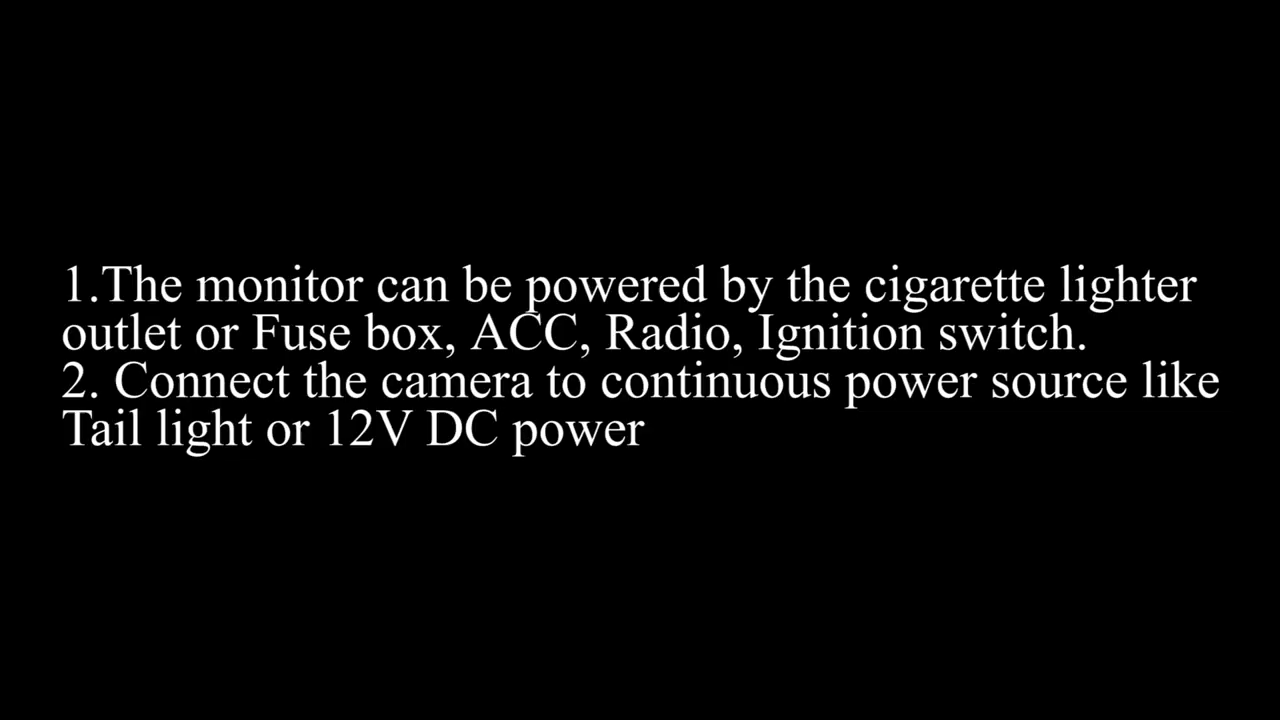 1.The monitor can be powered by the cigarette lighter
outlet or Fuse box, ACC, Radio, Ignition switch.
2. Connect the camera to continuous power source like
Tail light or 12V DC power